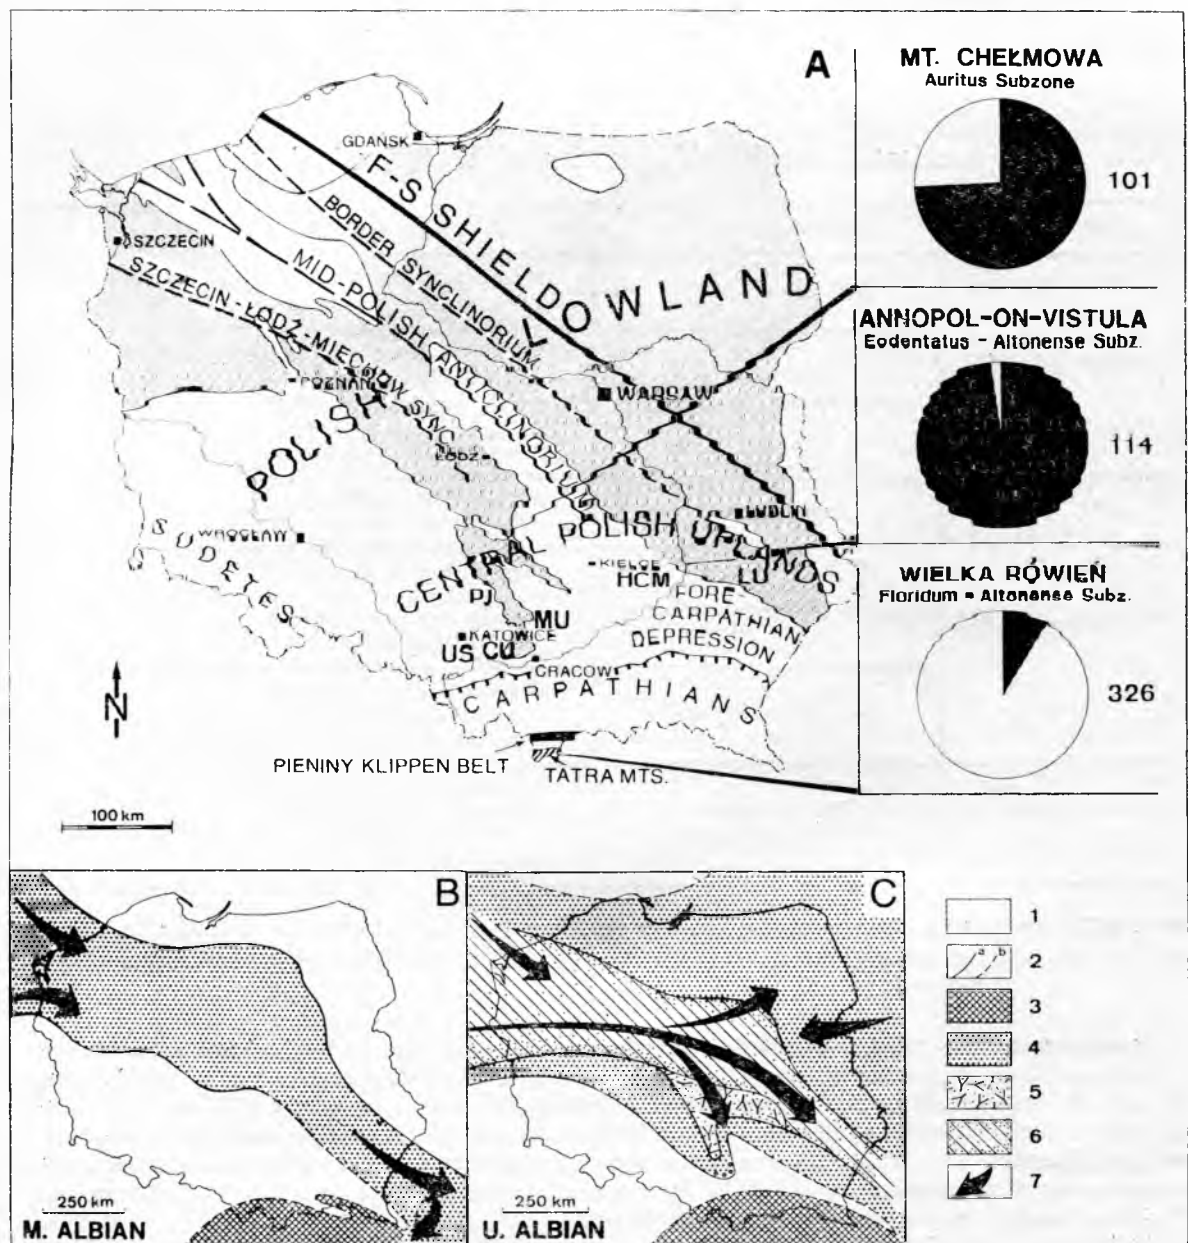 A
MT. CHEŁMOWA
Auritus Subzone
101
ANNOPOL-ON-VISTULA
Eodentatus - Altonense Subz.
114
WIELKA RÓWIEŃ
Floridum - Altonense Subz.
326
GDAŃSK
F-S SHIELD
BORDER SYNCLINORIUM
SZCZECIN
MID-POLISH ANTICLINORIUM
SZCZECIN-ŁÓDŹ-MIECHÓW SYNCL.
LOWLAND
POZNAŃ
WARSAW
POLISH
ŁÓDŹ
LUBLIN
WROCŁAW
SUDETES
CENTRAL POLISH UPLANDS
KIELCE
HCM
LU
PJ
MU
FORE
CARPATHIAN
DEPRESSION
KATOWICE
US CU
CRACOW
CARPATHIANS
N
PIENINY KLIPPEN BELT
TATRA MTS.
100 km
B
250 km
M. ALBIAN
C
250 km
U. ALBIAN
1
a b
2
3
4
5
6
7